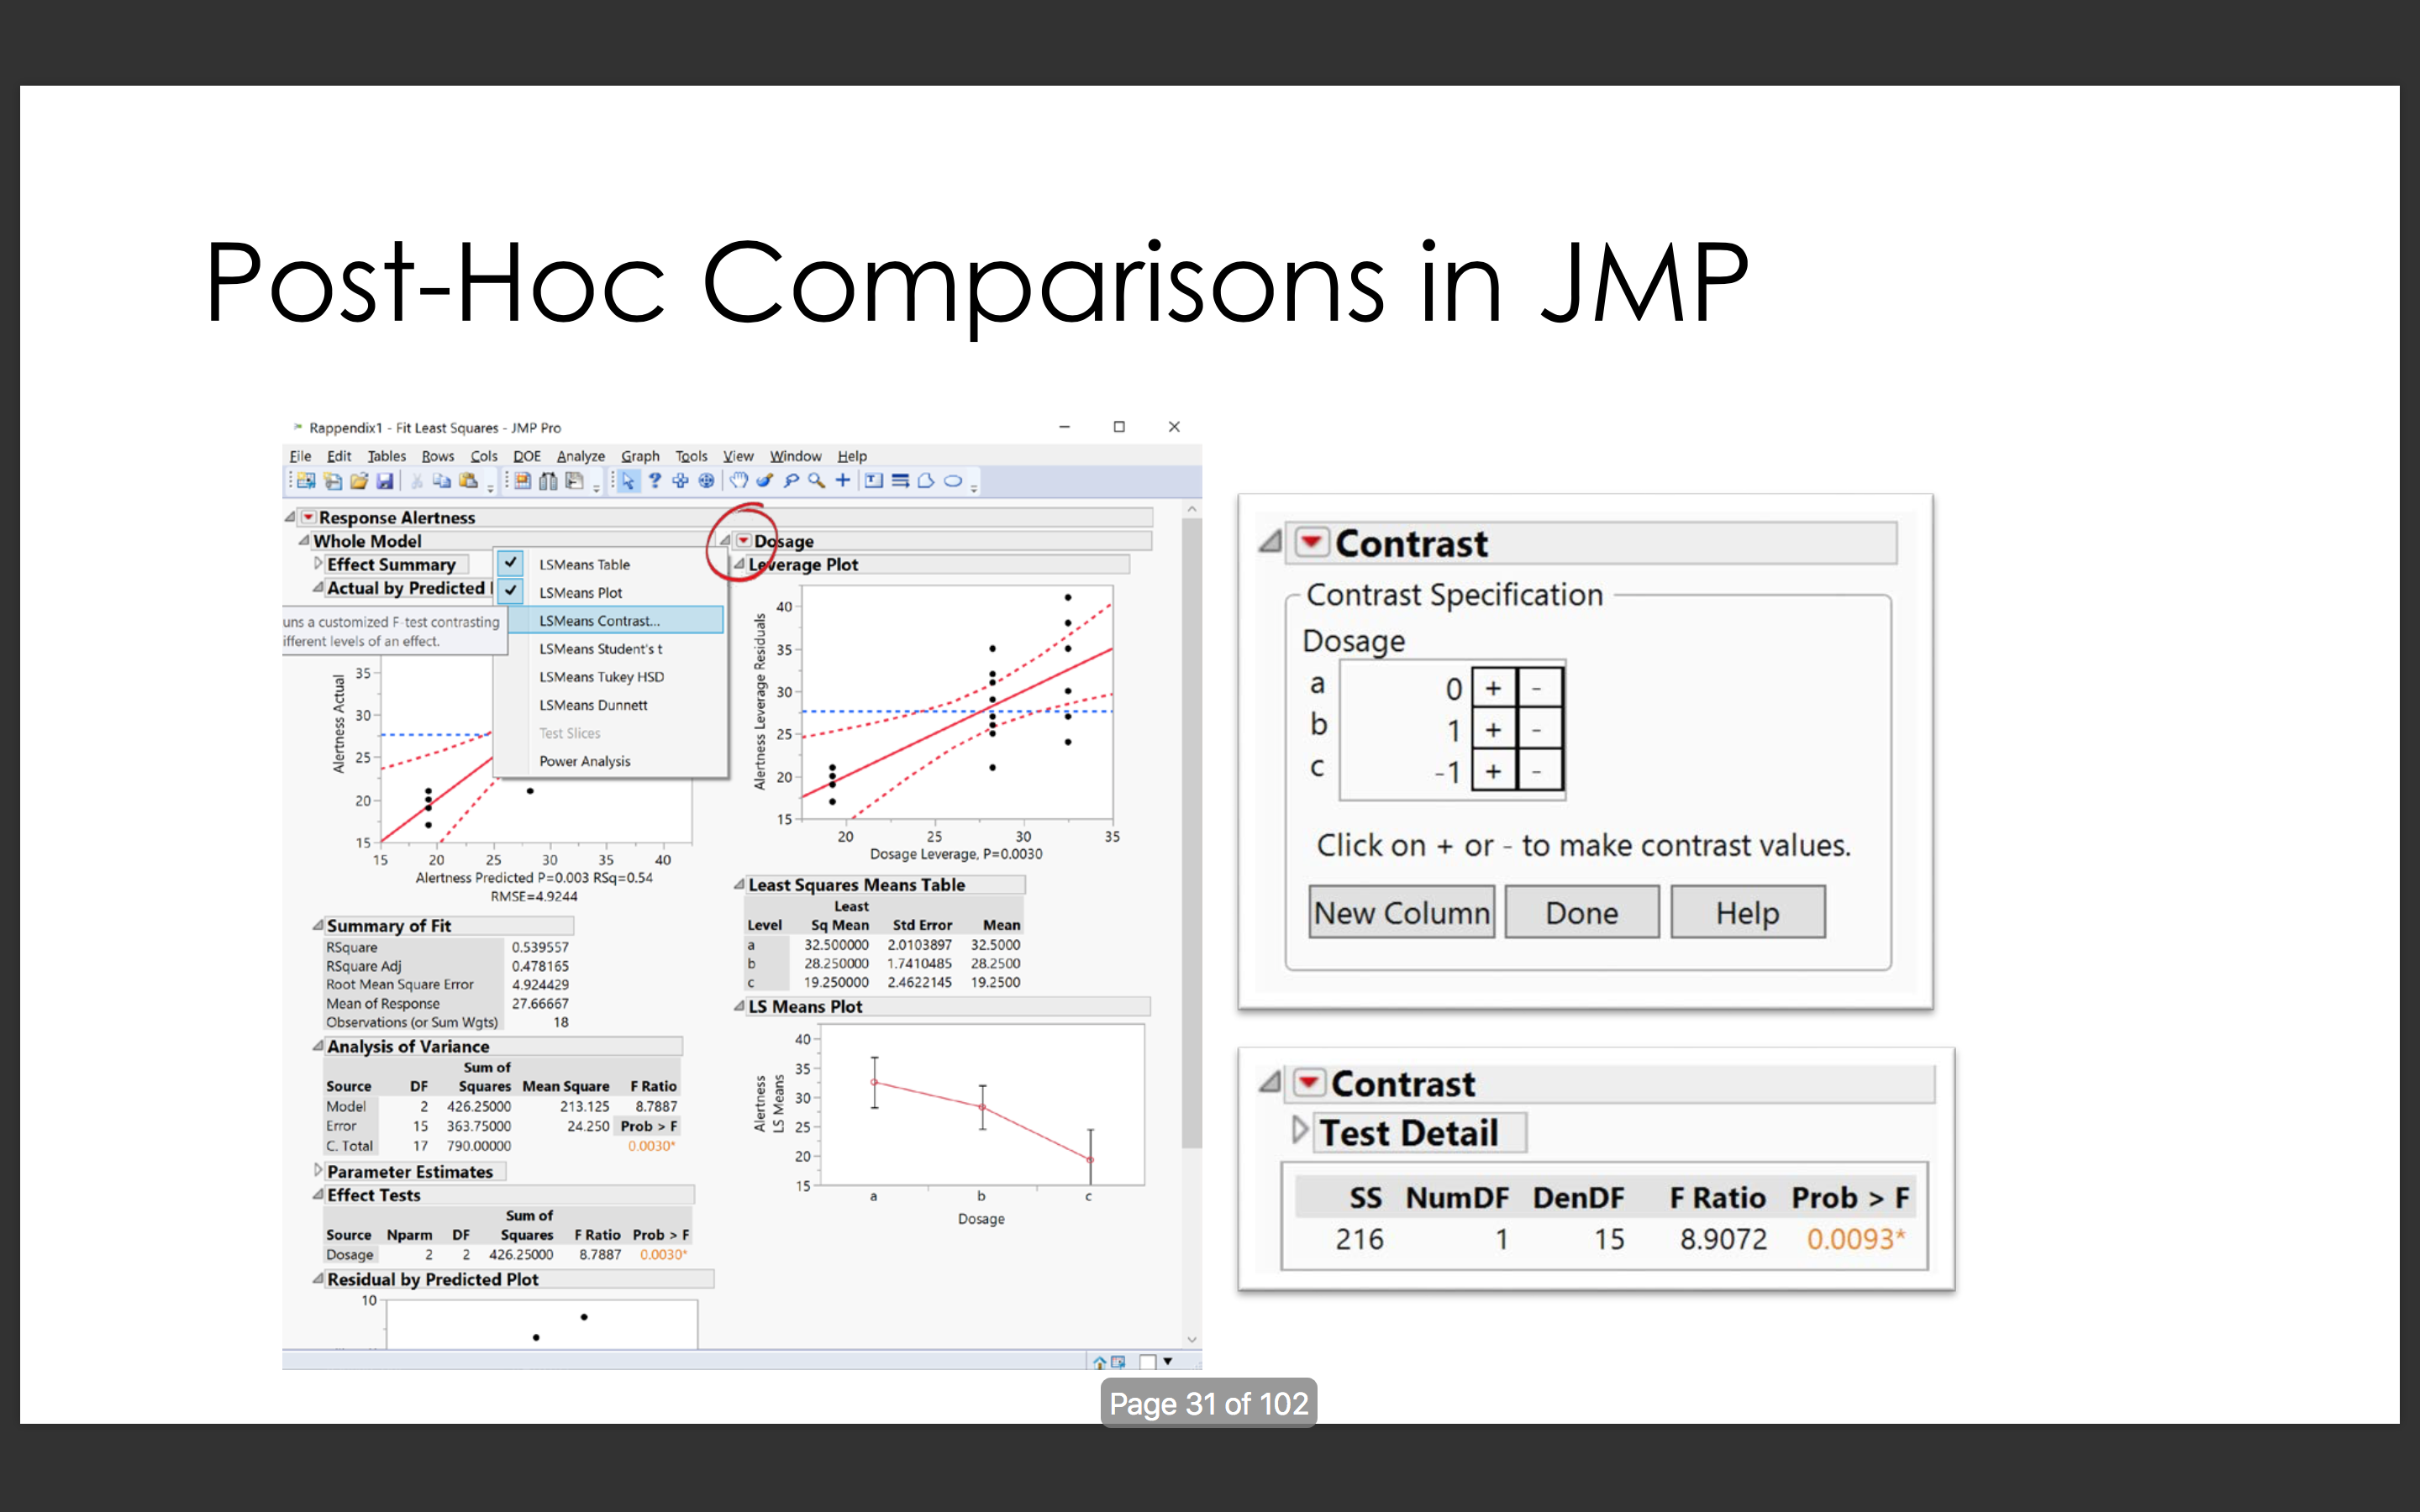 Post-Hoc Comparisons in JMP
Rappendix1 - Fit Least Squares - JMP Pro
File Edit Tables Rows Cols DOE Analyze Graph Tools View Window Help
Response Alertness
Whole Model
Effect Summary
Actual by Predicted
uns a customized F-test contrasting
ifferent levels of an effect.
LSMeans Table
LSMeans Plot
LSMeans Contrast...
LSMeans Student's t
LSMeans Tukey HSD
LSMeans Dunnett
Test Slices
Power Analysis
Alertness Actual
35
30
25
20
15
15 20 25 30 35 40
Alertness Predicted P=0.003 RSq=0.54
RMSE=4.9244
Summary of Fit
RSquare 0.539557
RSquare Adj 0.478165
Root Mean Square Error 4.924429
Mean of Response 27.66667
Observations (or Sum Wgts) 18
Analysis of Variance
Sum of
Source DF Squares Mean Square F Ratio
Model 2 426.25000 213.125 8.7887
Error 15 363.75000 24.250 Prob > F
C. Total 17 790.00000 0.0030*
Parameter Estimates
Effect Tests
Sum of
Source Nparm DF Squares F Ratio Prob > F
Dosage 2 2 426.25000 8.7887 0.0030*
Residual by Predicted Plot
10
Dosage
Leverage Plot
Alertness Leverage Residuals
40
35
30
25
20
15
20 25 30 35
Dosage Leverage, P=0.0030
Least Squares Means Table
Least
Level Sq Mean Std Error Mean
a 32.500000 2.0103897 32.5000
b 28.250000 1.7410485 28.2500
c 19.250000 2.4622145 19.2500
LS Means Plot
Alertness
LS Means
40
35
30
25
20
15
a b c
Dosage
Contrast
Contrast Specification
Dosage
a 0 + -
b 1 + -
c -1 + -
Click on + or - to make contrast values.
New Column Done Help
Contrast
Test Detail
SS NumDF DenDF F Ratio Prob > F
216 1 15 8.9072 0.0093*
Page 31 of 102